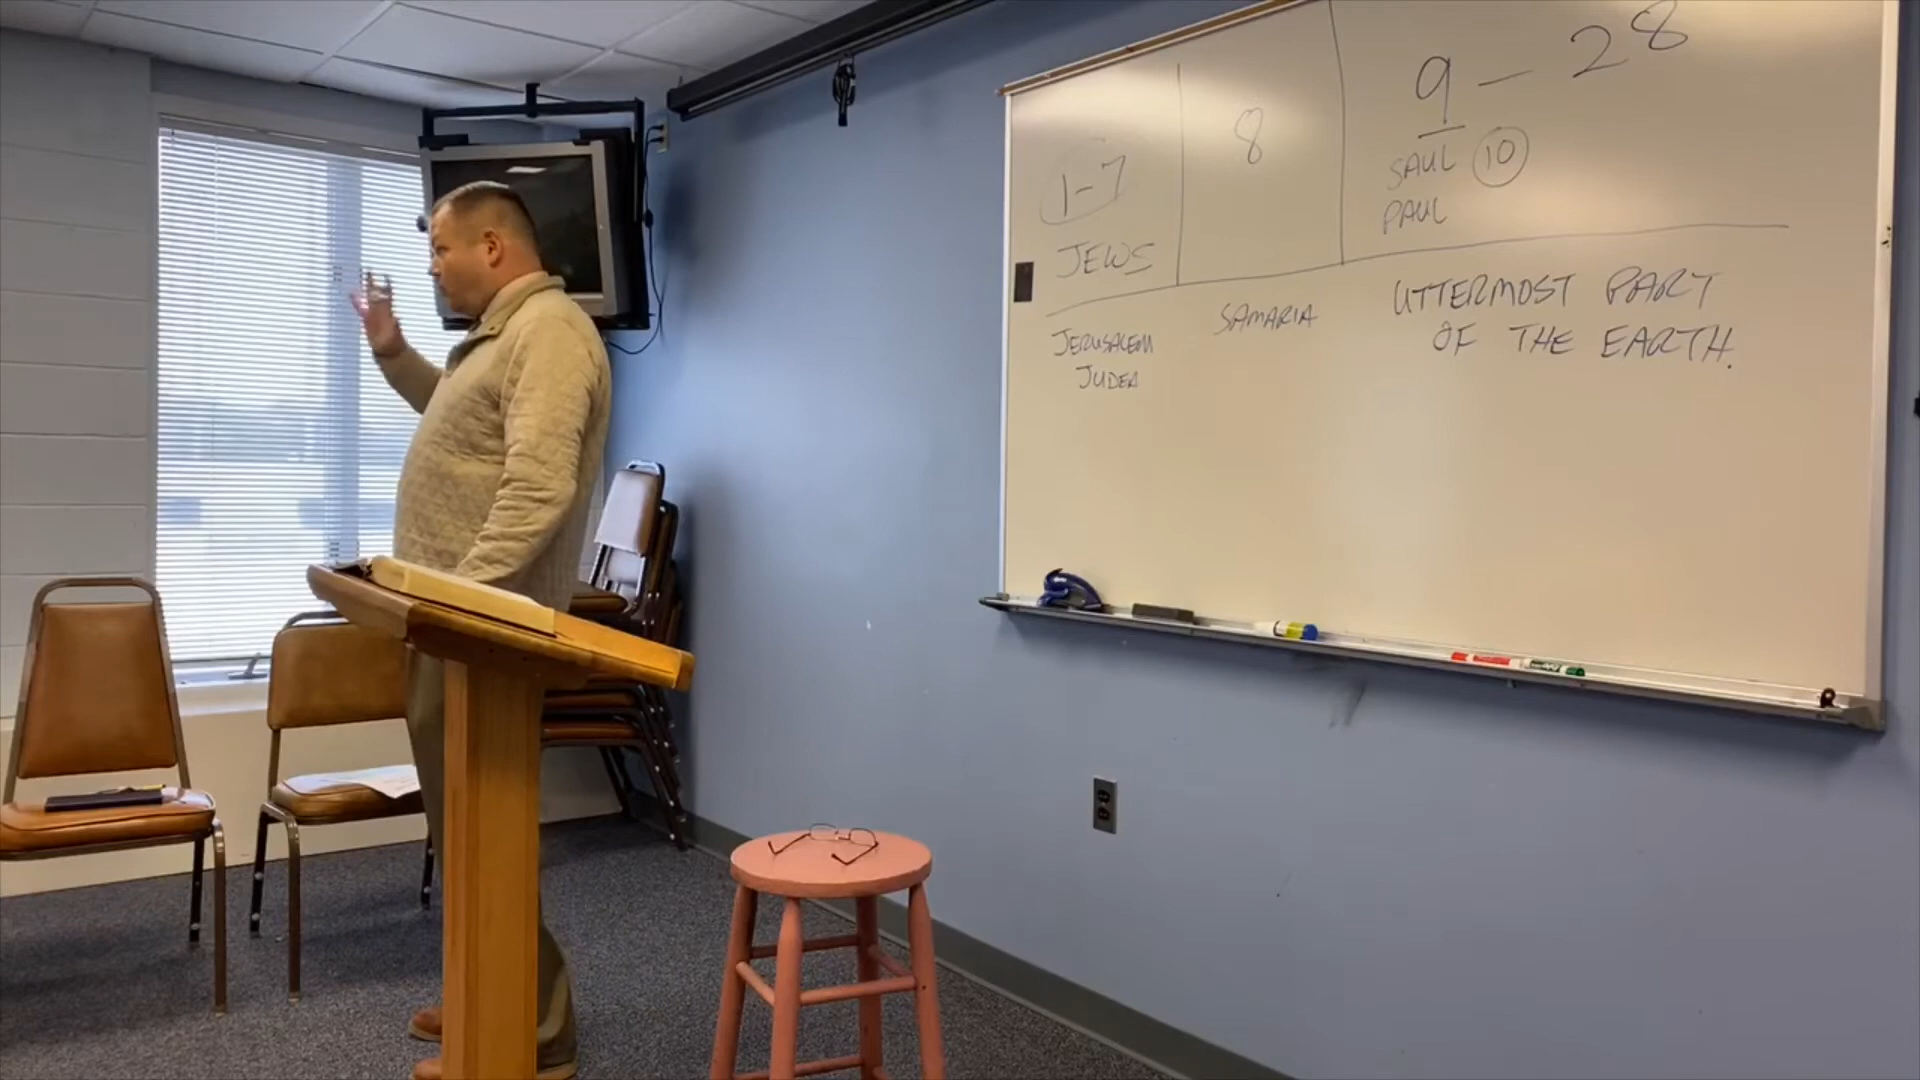 1-7
JEWS
JERUSALEM
JUDEA
8
SAMARIA
9 - 28
SAUL 10
PAUL
UTTERMOST PART
OF THE EARTH.